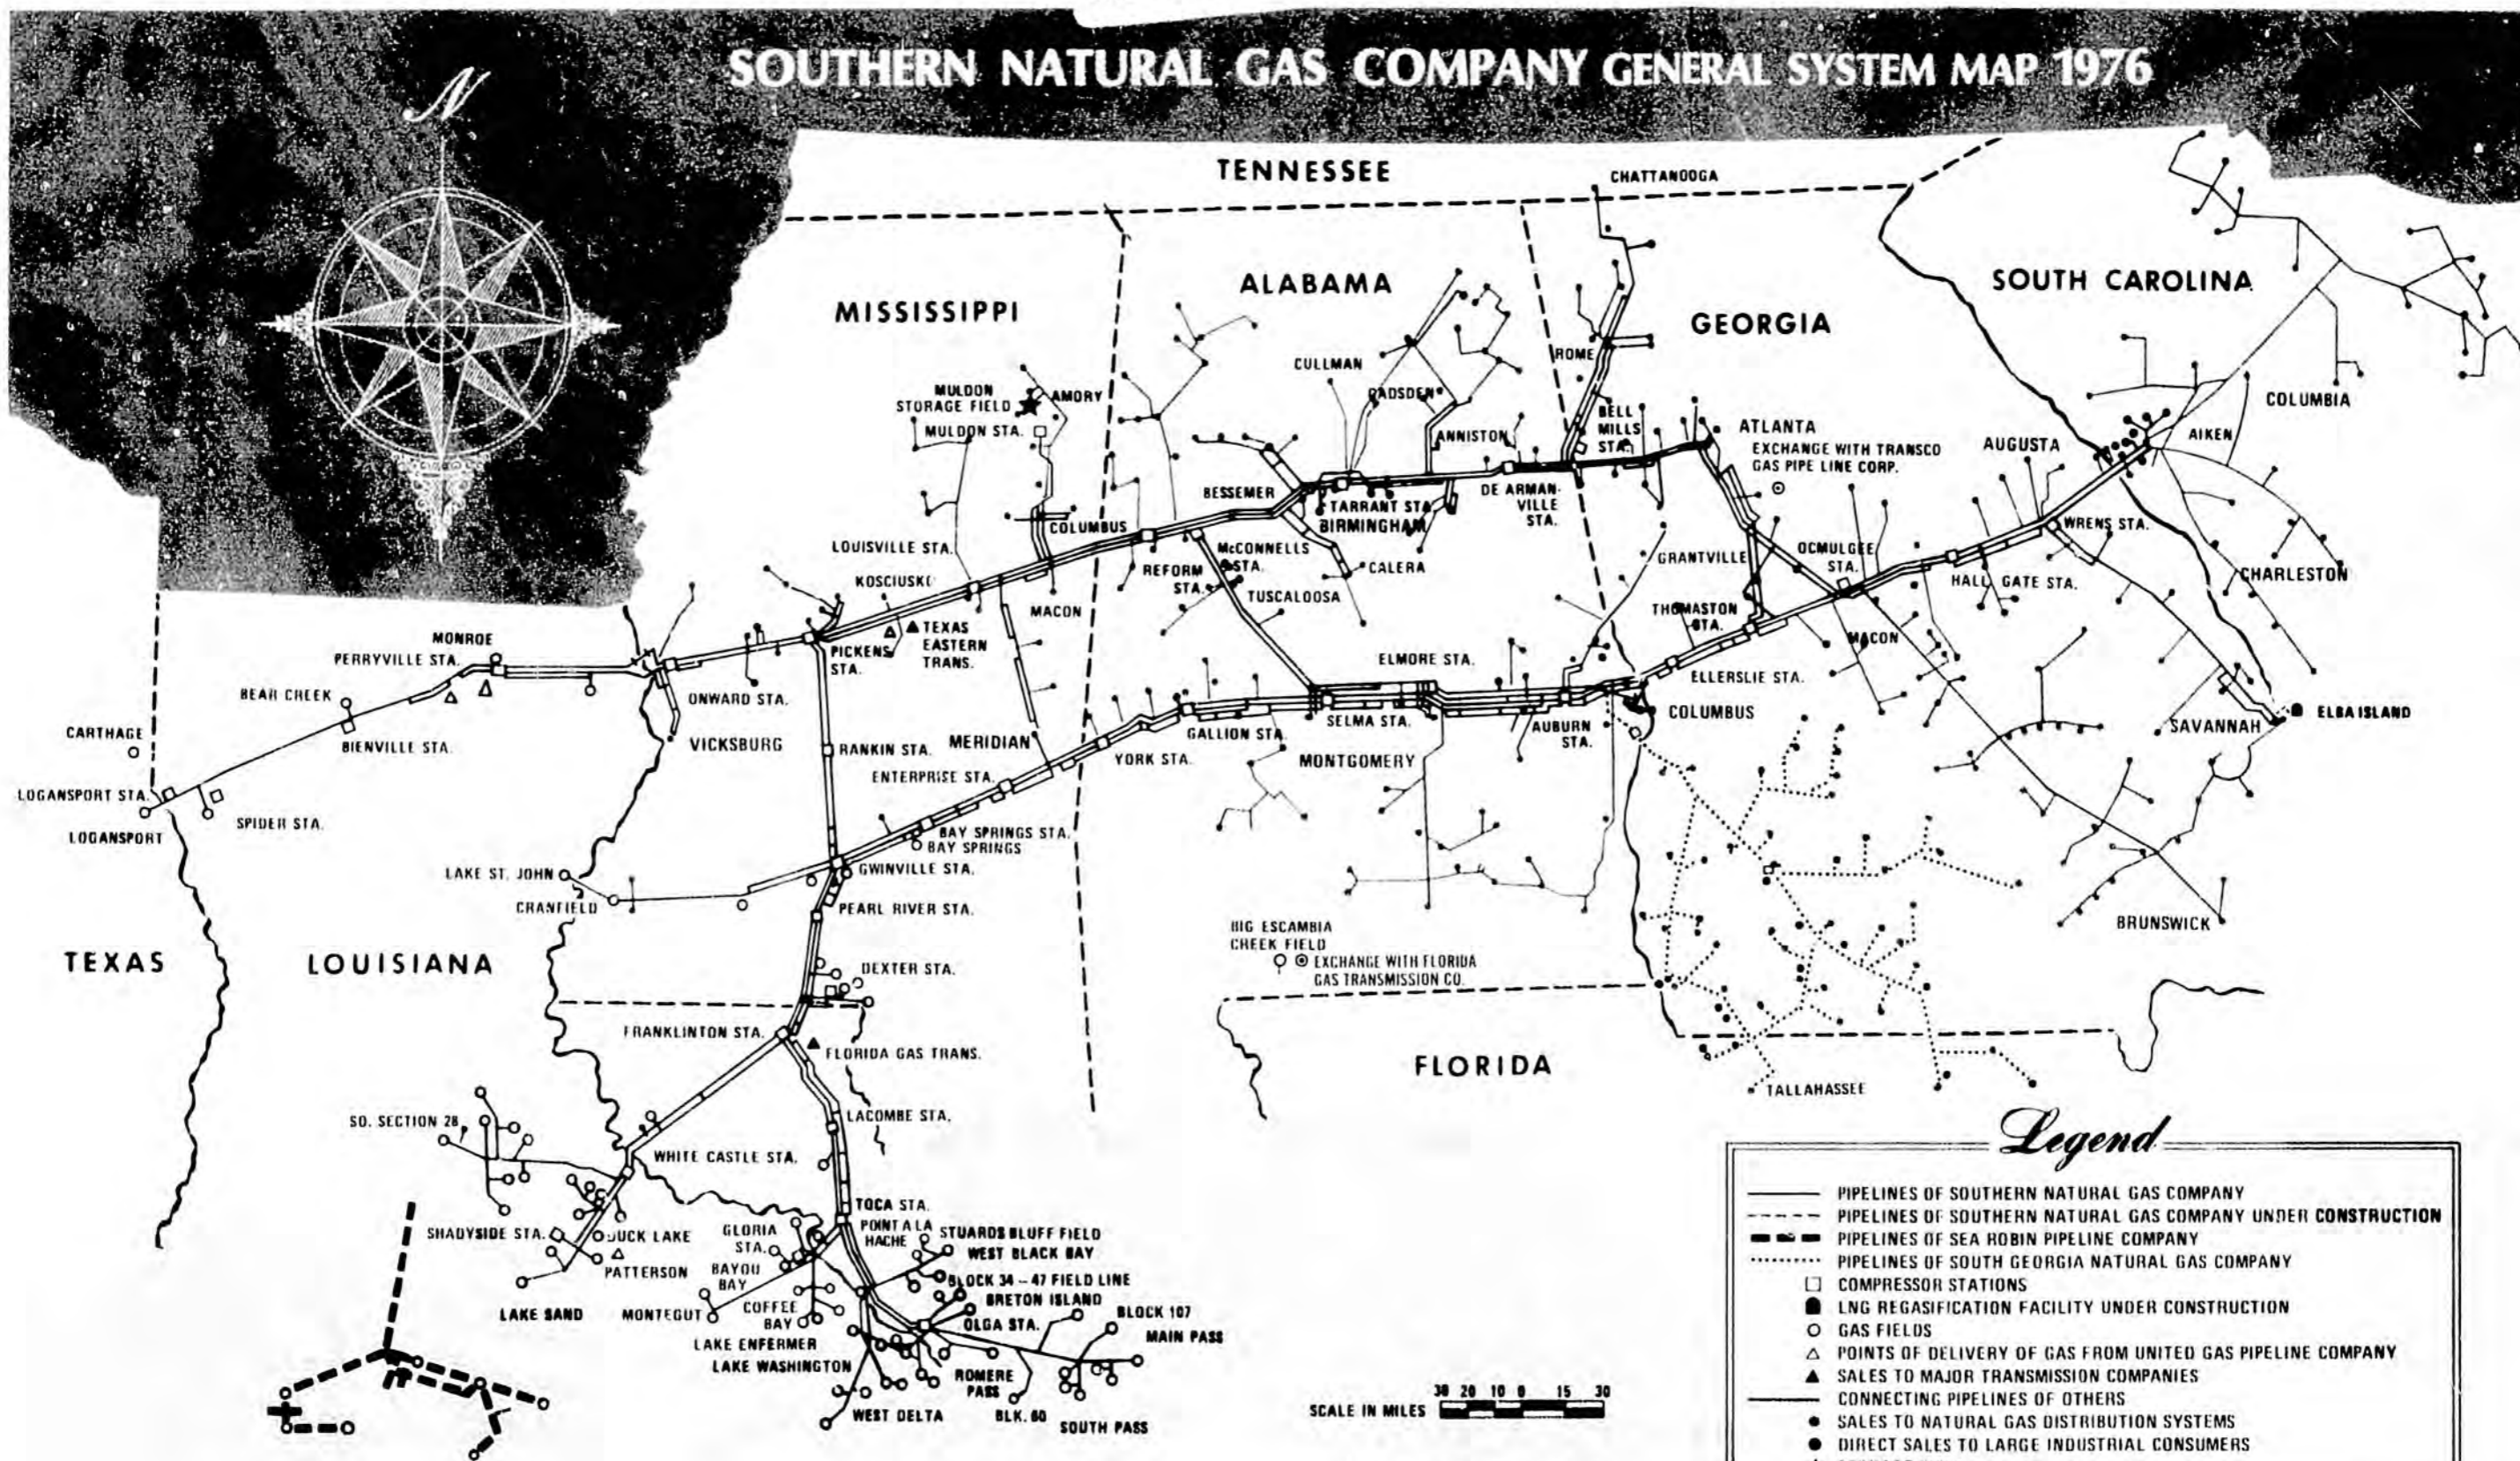 SOUTHERN NATURAL GAS COMPANY GENERAL SYSTEM MAP 1976
N
TENNESSEE
CHATTANOOGA
MISSISSIPPI
ALABAMA
GEORGIA
SOUTH CAROLINA
MULDON
STORAGE FIELD
AMORY
MULDON STA.
CULLMAN
GADSDEN
ROME
BELL
MILLS
STA.
ANNISTON
ATLANTA
EXCHANGE WITH TRANSCO
GAS PIPE LINE CORP.
AUGUSTA
AIKEN
COLUMBIA
BESSEMER
TARRANT STA.
BIRMINGHAM
DE ARMAN-
VILLE
STA.
COLUMBUS
LOUISVILLE STA.
KOSCIUSKO
MACON
REFORM
STA.
McCONNELLS
STA.
TUSCALOOSA
CALERA
GRANTVILLE
OCMULGEE
STA.
WRENS STA.
HALL GATE STA.
CHARLESTON
THOMASTON
STA.
MACON
MONROE
PERRYVILLE STA.
PICKENS
STA.
TEXAS
EASTERN
TRANS.
ELMORE STA.
ELLERSLIE STA.
BEAR CREEK
ONWARD STA.
CARTHAGE
BIENVILLE STA.
VICKSBURG
RANKIN STA.
MERIDIAN
GALLION STA.
SELMA STA.
AUBURN
STA.
COLUMBUS
SAVANNAH
ELBA ISLAND
ENTERPRISE STA.
YORK STA.
MONTGOMERY
LOGANSPORT STA.
LOGANSPORT
SPIDER STA.
BAY SPRINGS STA.
BAY SPRINGS
GWINVILLE STA.
LAKE ST. JOHN
CRANFIELD
PEARL RIVER STA.
TEXAS
LOUISIANA
BIG ESCAMBIA
CREEK FIELD
EXCHANGE WITH FLORIDA
GAS TRANSMISSION CO.
BRUNSWICK
DEXTER STA.
FRANKLINTON STA.
FLORIDA GAS TRANS.
FLORIDA
TALLAHASSEE
SO. SECTION 28
LACOMBE STA.
WHITE CASTLE STA.
TOCA STA.
SHADYSIDE STA.
DUCK LAKE
PATTERSON
GLORIA
STA.
POINT A LA
HACHE
STUARDS BLUFF FIELD
WEST BLACK BAY
BAYOU
BAY
BLOCK 34 - 47 FIELD LINE
BRETON ISLAND
LAKE SAND
MONTEGUT
COFFEE
BAY
OLGA STA.
BLOCK 107
MAIN PASS
LAKE ENFERMER
LAKE WASHINGTON
ROMERE
PASS
WEST DELTA
BLK. 60
SOUTH PASS
30 20 10 0 15 30
SCALE IN MILES
Legend
PIPELINES OF SOUTHERN NATURAL GAS COMPANY
PIPELINES OF SOUTHERN NATURAL GAS COMPANY UNDER CONSTRUCTION
PIPELINES OF SEA ROBIN PIPELINE COMPANY
PIPELINES OF SOUTH GEORGIA NATURAL GAS COMPANY
COMPRESSOR STATIONS
LNG REGASIFICATION FACILITY UNDER CONSTRUCTION
GAS FIELDS
POINTS OF DELIVERY OF GAS FROM UNITED GAS PIPELINE COMPANY
SALES TO MAJOR TRANSMISSION COMPANIES
CONNECTING PIPELINES OF OTHERS
SALES TO NATURAL GAS DISTRIBUTION SYSTEMS
DIRECT SALES TO LARGE INDUSTRIAL CONSUMERS